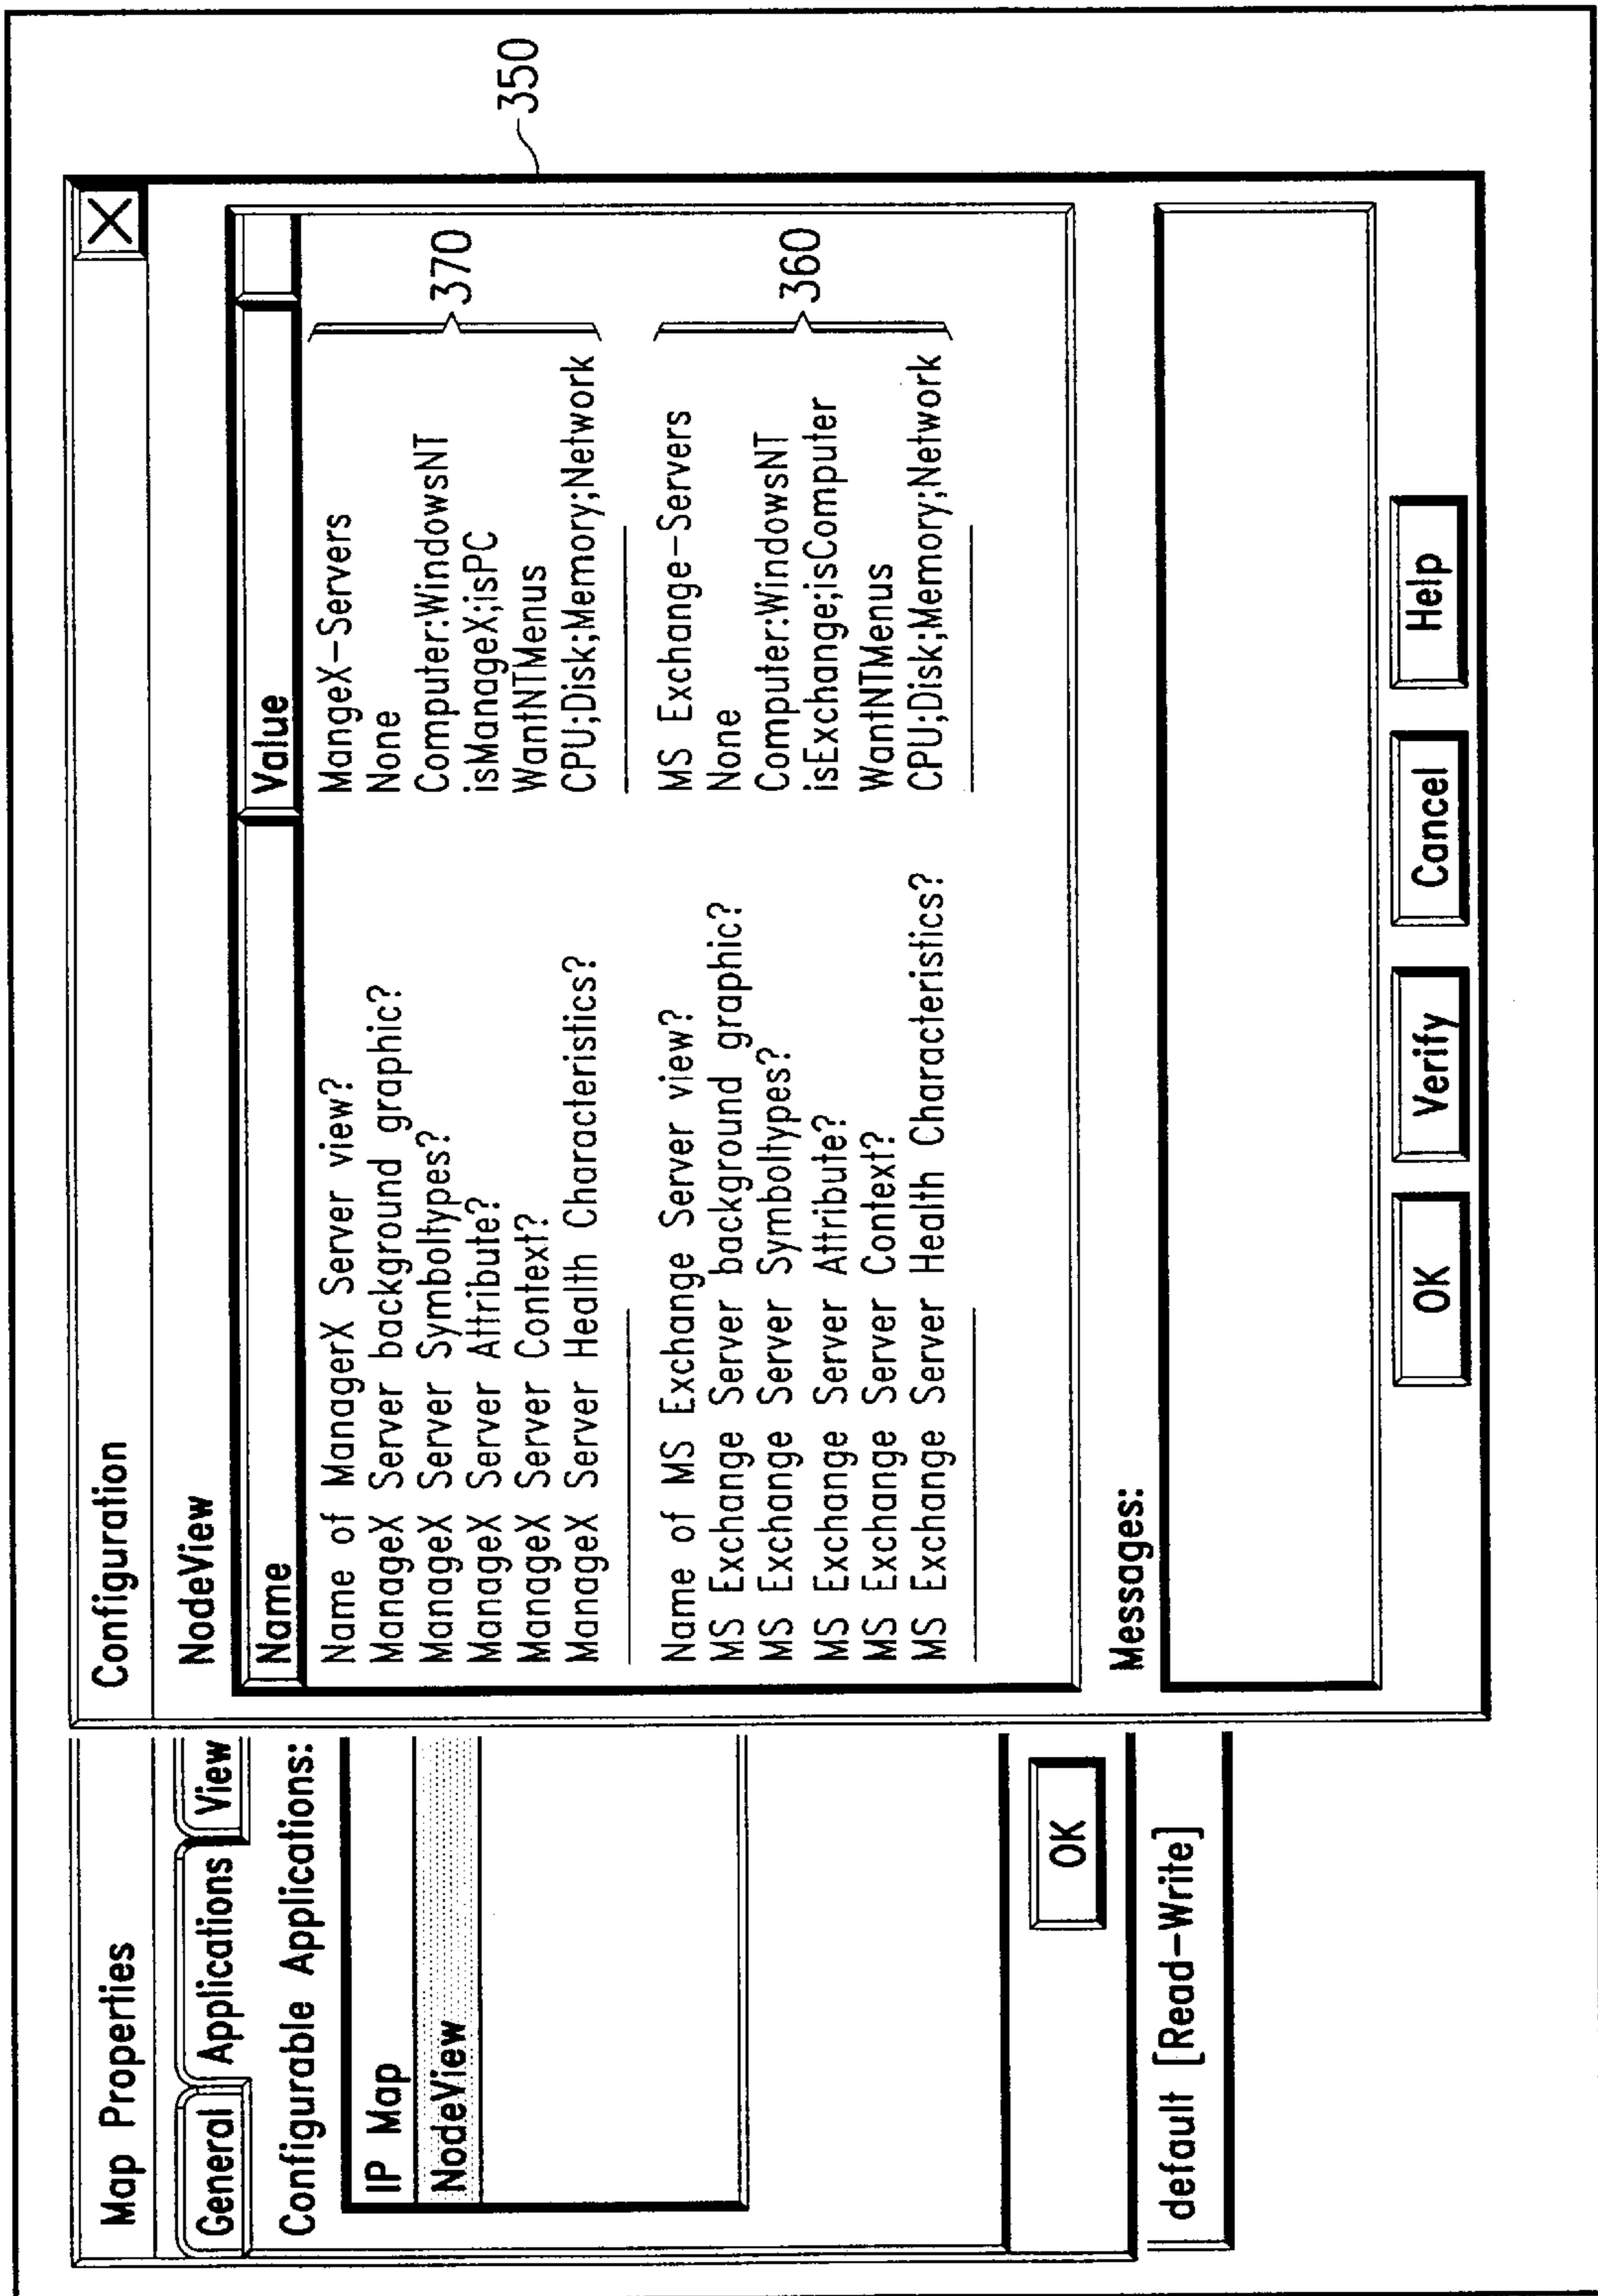 Map Properties
General Applications View
Configurable Applications:
IP Map
NodeView
OK
default [Read-Write]
Configuration
NodeView
Name Value
Name of ManagerX Server view? MangeX-Servers
ManageX Server background graphic? None
ManageX Server Symboltypes? Computer:WindowsNT
ManageX Server Attribute? isManageX;isPC
ManageX Server Context? WantNTMenus
ManageX Server Health Characteristics? CPU;Disk;Memory;Network
370
Name of MS Exchange Server view? MS Exchange-Servers
MS Exchange Server background graphic? None
MS Exchange Server Symboltypes? Computer:WindowsNT
MS Exchange Server Attribute? isExchange;isComputer
MS Exchange Server Context? WantNTMenus
MS Exchange Server Health Characteristics? CPU;Disk;Memory;Network
360
Messages:
OK Verify Cancel Help
350